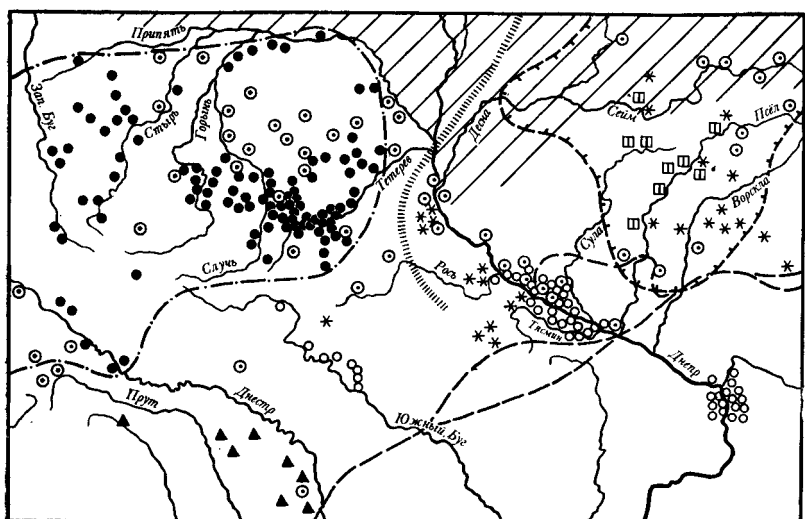 Припять
Зап. Буг
Стырь
Горынь
Случь
Тетерев
Десна
Сейм
Псёл
Ворскла
Сула
Рось
Тясмин
Днепр
Днестр
Прут
Южный Буг